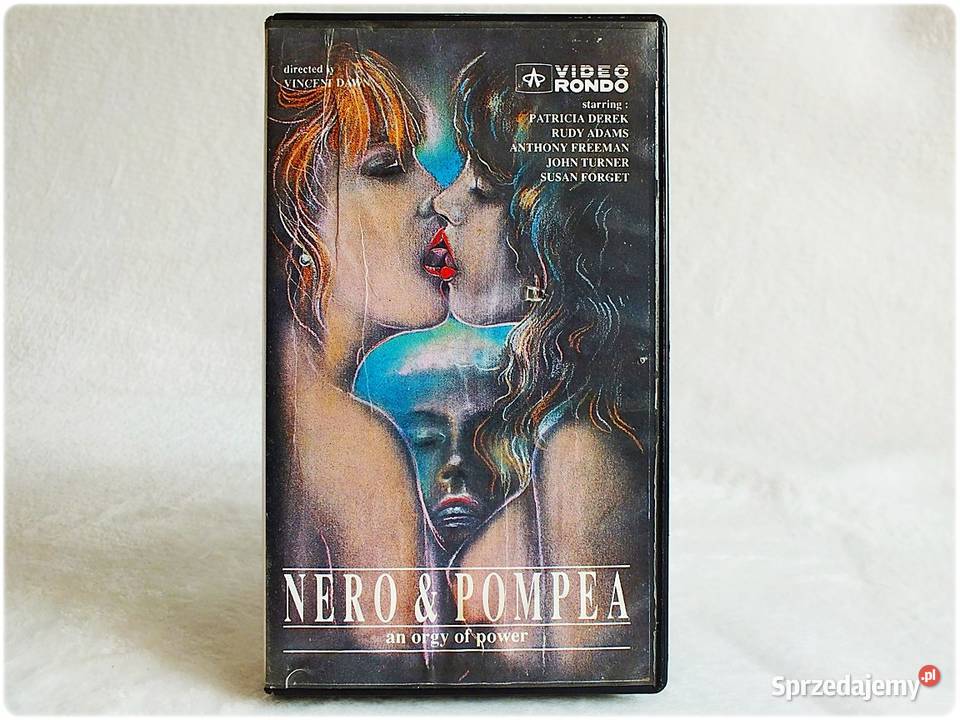 directed by
VINCENT DAW
VIDEO
RONDO
starring :
PATRICIA DEREK
RUDY ADAMS
ANTHONY FREEMAN
JOHN TURNER
SUSAN FORGET
NERO & POMPEA
an orgy of power
Sprzedajemy.pl